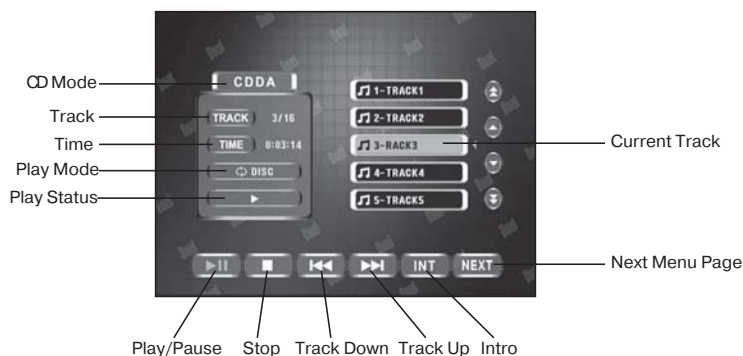 CD Mode
CDDA
Track
TRACK 3/16
Time
TIME 0:03:14
Play Mode
DISC
Play Status
1-TRACK1
2-TRACK2
3-RACK3
4-TRACK4
5-TRACK5
Current Track
INT
NEXT
Next Menu Page
Play/Pause
Stop
Track Down
Track Up
Intro